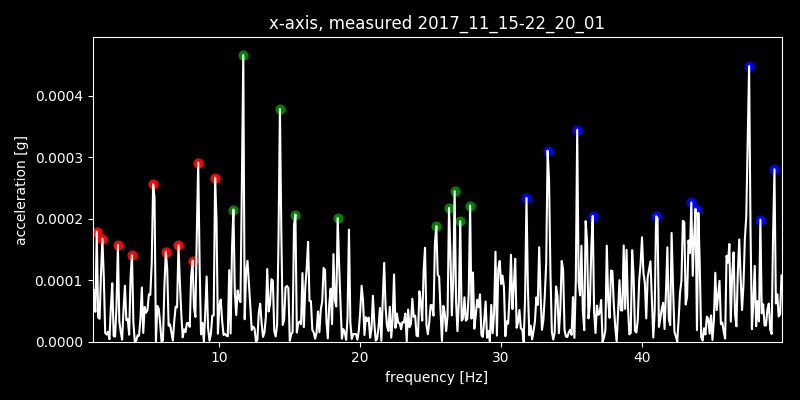 x-axis, measured 2017_11_15-22_20_01
acceleration [g]
0.0004
0.0003
0.0002
0.0001
0.0000
10 20 30 40
frequency [Hz]